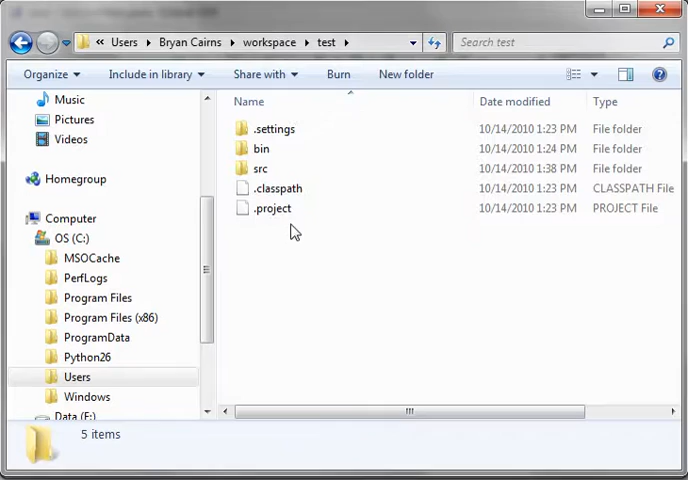 « Users ▸ Bryan Cairns ▸ workspace ▸ test ▸
Search test
Organize Include in library Share with Burn New folder
Music
Pictures
Videos
Homegroup
Computer
OS (C:)
MSOCache
PerfLogs
Program Files
Program Files (x86)
ProgramData
Python26
Users
Windows
Data (F:)
Name Date modified Type
.settings 10/14/2010 1:23 PM File folder
bin 10/14/2010 1:24 PM File folder
src 10/14/2010 1:38 PM File folder
.classpath 10/14/2010 1:23 PM CLASSPATH File
.project 10/14/2010 1:23 PM PROJECT File
5 items